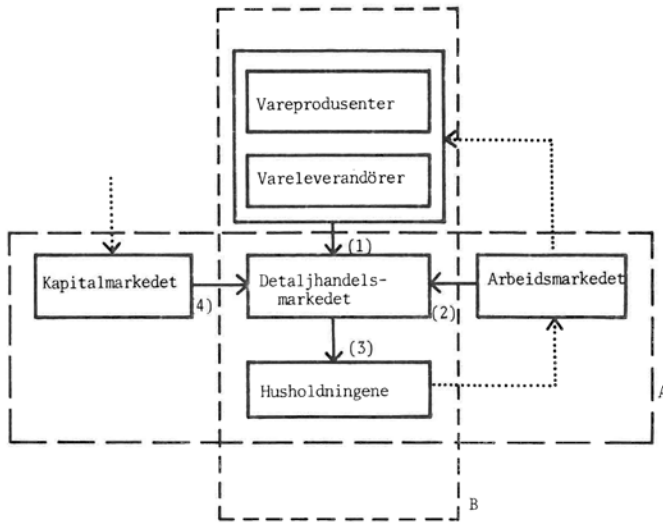 Vareprodusenter
Vareleverandörer
(1)
Kapitalmarkedet
Detaljhandels-
markedet
Arbeidsmarkedet
4)
(2)
(3)
Husholdningene
A
B